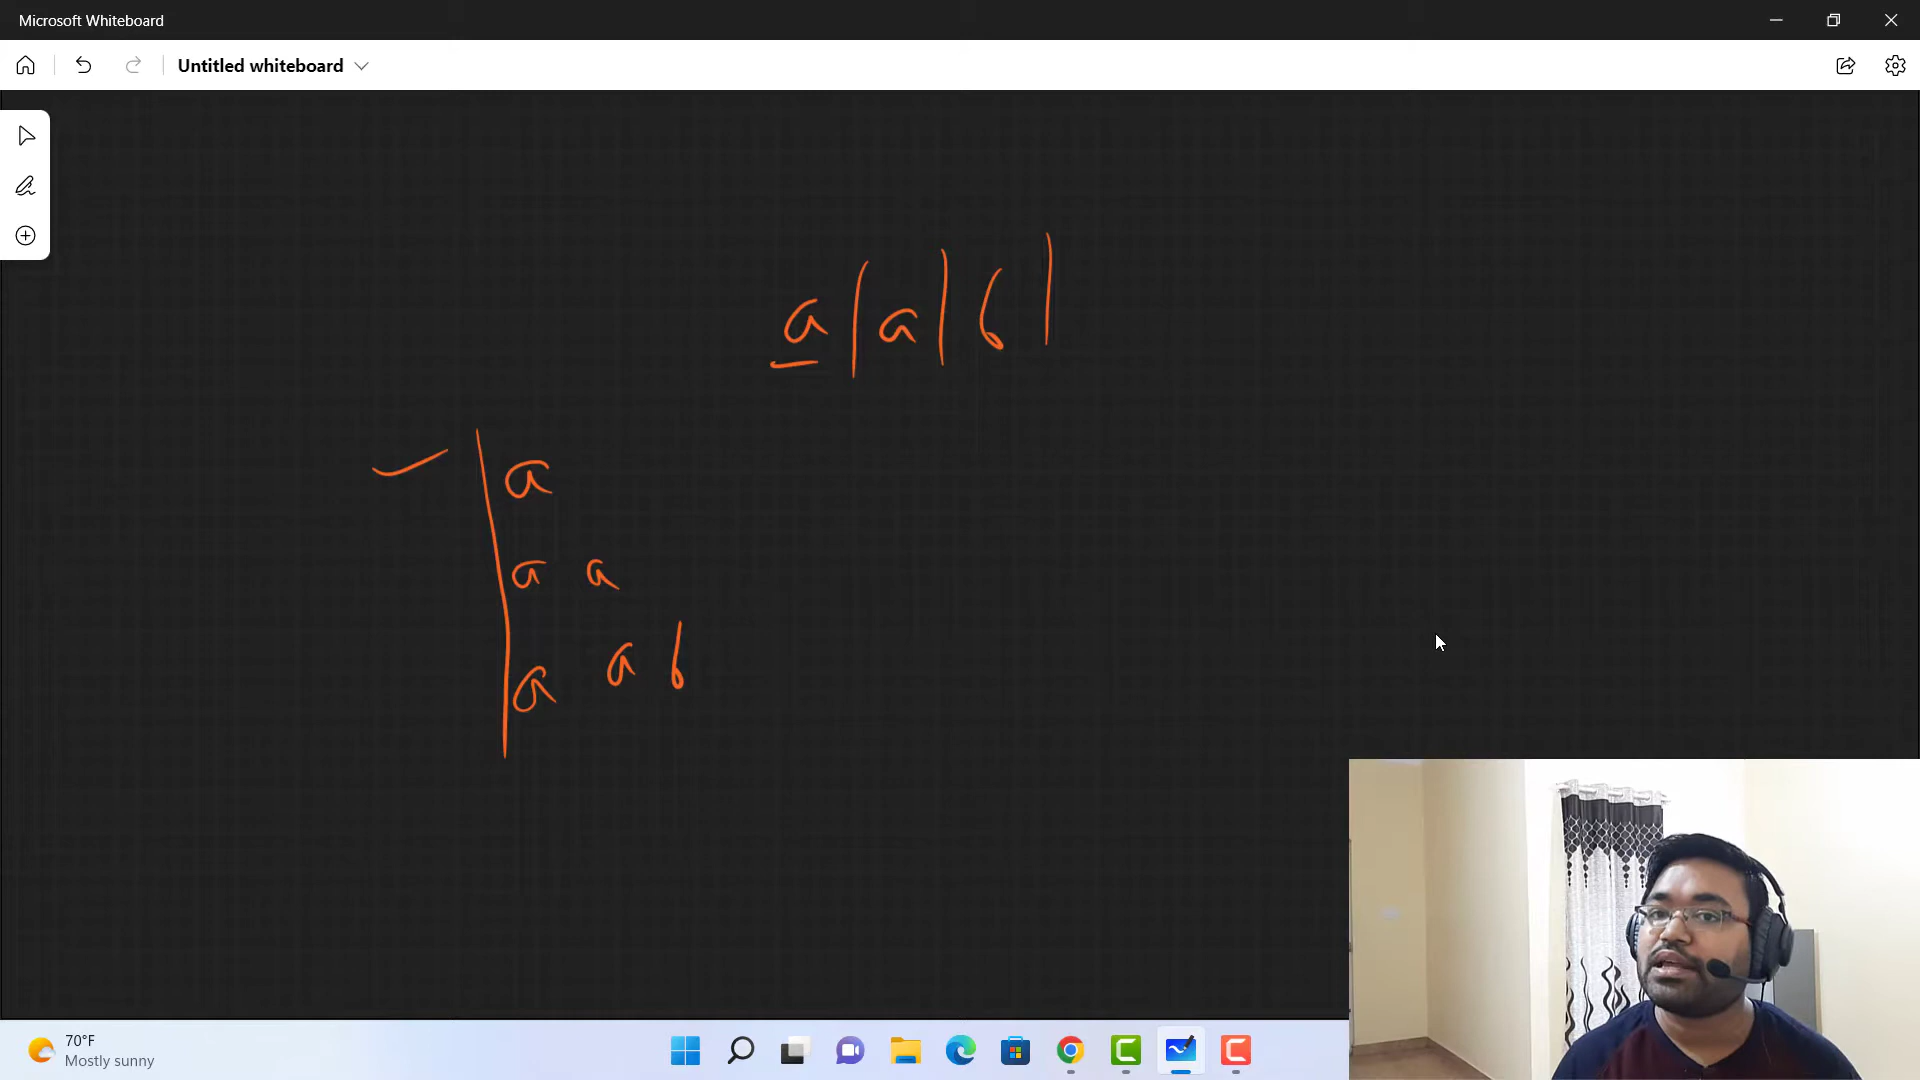 Microsoft Whiteboard
Untitled whiteboard
a | a | b |
a
a a
a a b
70°F
Mostly sunny